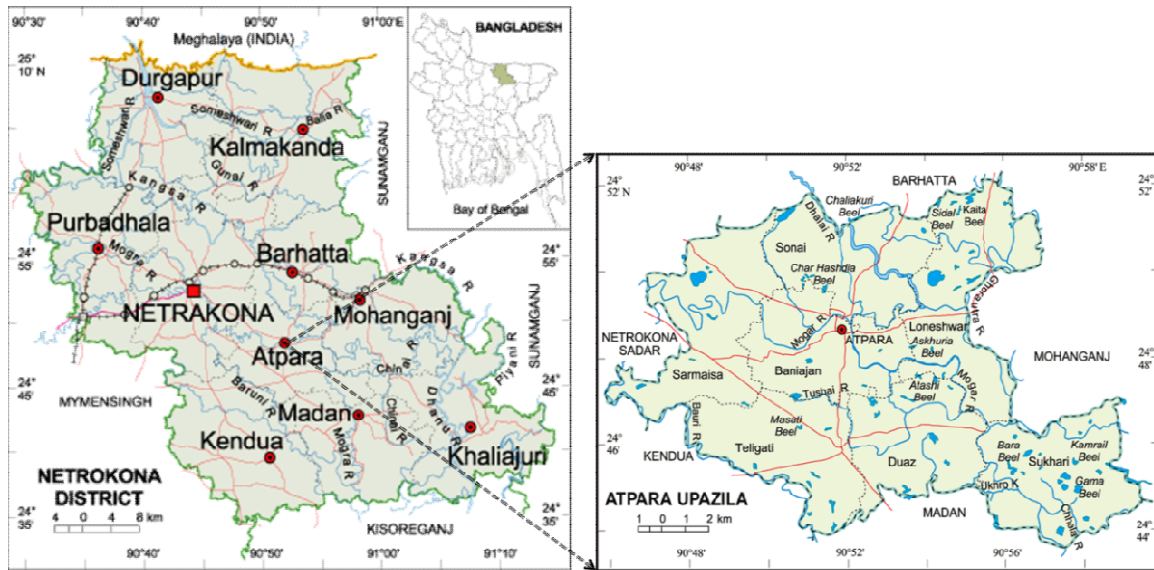 90°30'
90°40'
90°50'
91°00'E
Meghalaya (INDIA)
25°
10' N
Durgapur
Someshwari R
Someshwari R
Balia R
Kalmakanda
SUNAMGANJ
Gunai R
Kangsa R
Purbadhala
Mogra R
24°
55'
Barhatta
Kangsa R
24°
55'
NETRAKONA
Mohanganj
Atpara
SUNAMGANJ
Piyani R
24°
45'
MYMENSINGH
Baruni R
Chinai
Dhanu R
24°
45'
Madan
Chinai R
Mogra R
Kendua
Khaliajuri
NETROKONA
DISTRICT
4 0 4 8 km
24°
35'
KISOREGANJ
24°
35'
90°40'
90°50'
91°00'
91°10'
BANGLADESH
Bay of Bengal
90°48'
90°52'
90°58'E
24°
52'N
BARHATTA
24°
52'
Chaliakuri
Beel
Dhalai R
Sidal
Beel
Kaita
Beel
Sonai
Char Hashdia
Beel
Ghorautra R
NETROKONA
SADAR
Mogar R
ATPARA
Loneshwar
Askhuria
Beel
MOHANGANJ
24°
48'
Sarmaisa
Baniajan
Tushai R
Atashi
Beel
Mogar R
Bauri R
Masati
Beel
24°
46'
KENDUA
Teligati
Duaz
Bara
Beel
Kamrail
Beel
Sukhari
Gama
Beel
Ukhro K
Chhala R
ATPARA UPAZILA
1 0 1 2 km
MADAN
24°
44'
90°48'
90°52'
90°56'